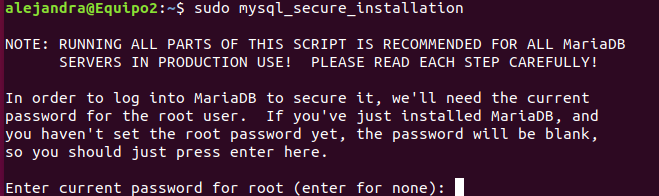 alejandra@Equipo2:~$ sudo mysql_secure_installation
NOTE: RUNNING ALL PARTS OF THIS SCRIPT IS RECOMMENDED FOR ALL MariaDB
SERVERS IN PRODUCTION USE!  PLEASE READ EACH STEP CAREFULLY!
In order to log into MariaDB to secure it, we'll need the current
password for the root user.  If you've just installed MariaDB, and
you haven't set the root password yet, the password will be blank,
so you should just press enter here.
Enter current password for root (enter for none):